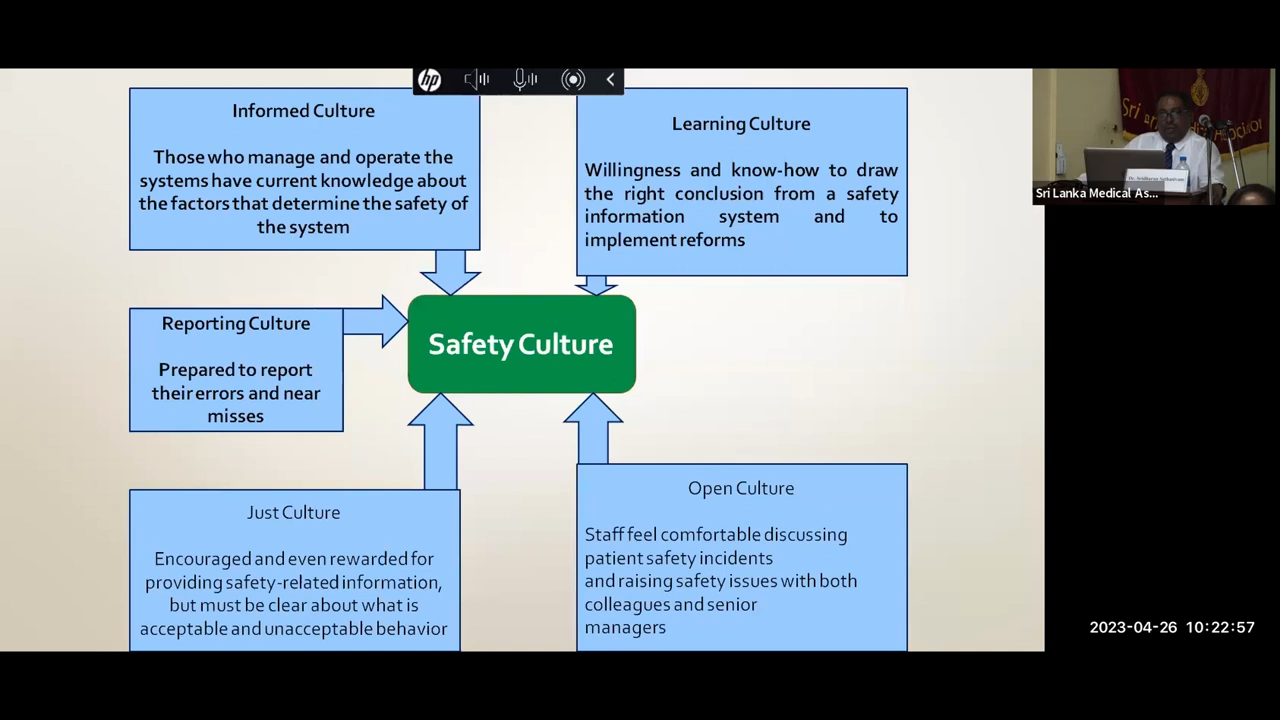 hp
Informed Culture
Those who manage and operate the
systems have current knowledge about
the factors that determine the safety of
the system
Learning Culture
Willingness and know-how to draw
the right conclusion from a safety
information system and to
implement reforms
Reporting Culture
Prepared to report
their errors and near
misses
Safety Culture
Just Culture
Encouraged and even rewarded for
providing safety-related information,
but must be clear about what is
acceptable and unacceptable behavior
Open Culture
Staff feel comfortable discussing
patient safety incidents
and raising safety issues with both
colleagues and senior
managers
Sri
Sri Lanka Medical As...
2023-04-26 10:22:57